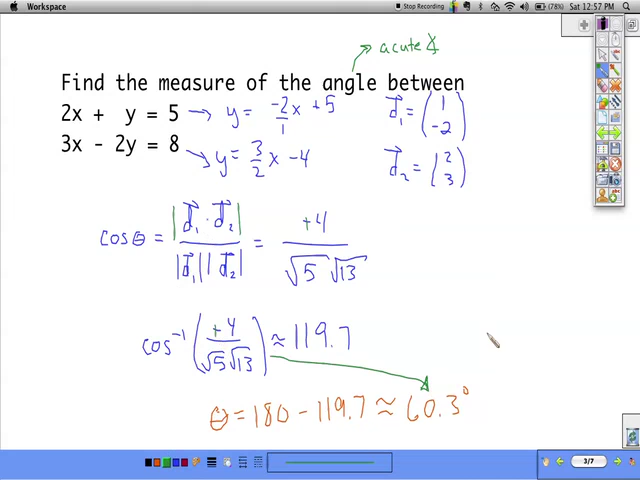 Workspace
Stop Recording
(78%)
Sat 12:57 PM
acute ∡
Find the measure of the angle between
2x + y = 5 → y = -2/1 x + 5
d₁ = (1, -2)
3x - 2y = 8 → y = 3/2 x - 4
d₂ = (2, 3)
cos θ = |d₁ · d₂| / |d₁||d₂| = +4 / √5 √13
cos⁻¹ (+4 / √5 √13) ≈ 119.7
θ = 180 - 119.7 ≈ 60.3°
3/7